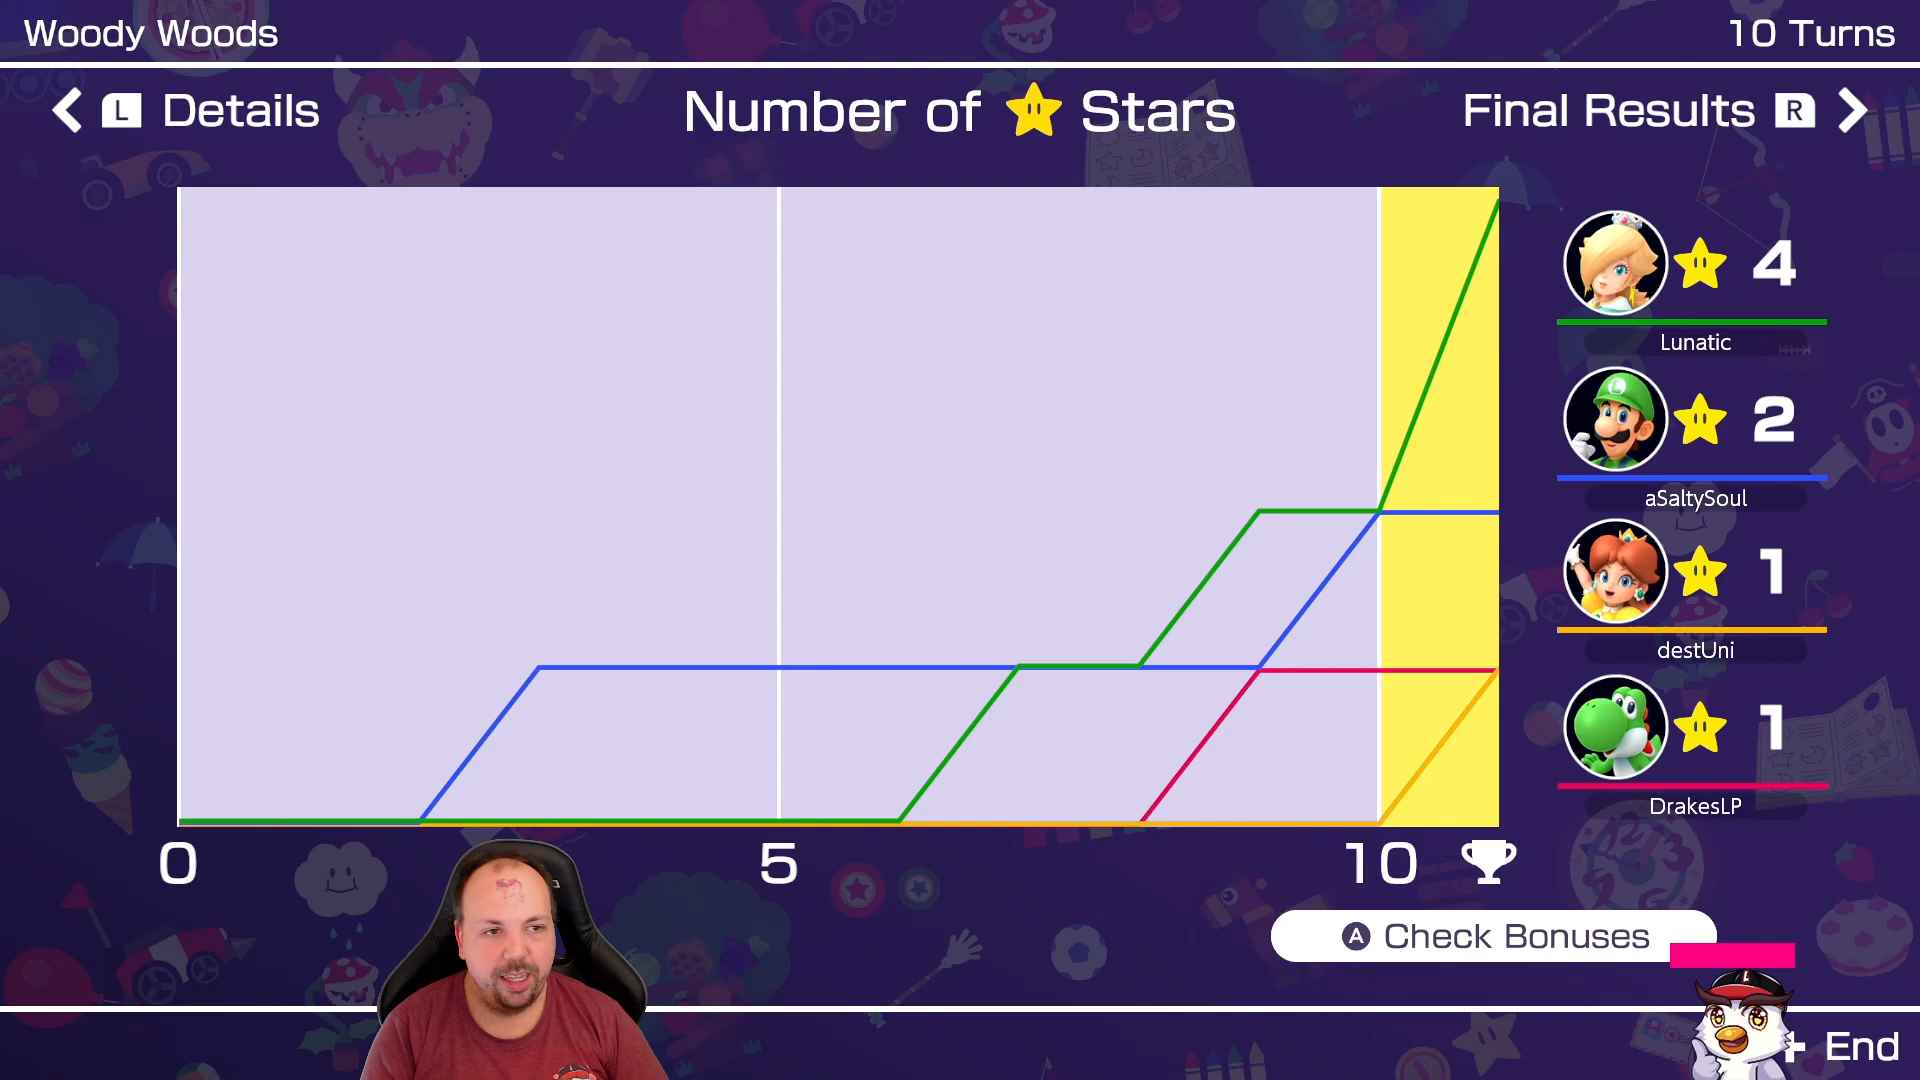 Woody Woods
10 Turns
L Details
Number of Stars
Final Results R
4
Lunatic
2
aSaltySoul
1
destUni
1
DrakesLP
0
5
10
A Check Bonuses
+ End